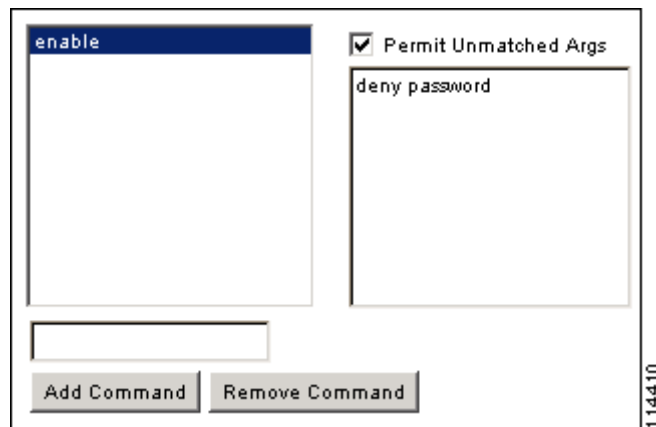 enable
Permit Unmatched Args
deny password
Add Command
Remove Command
114410